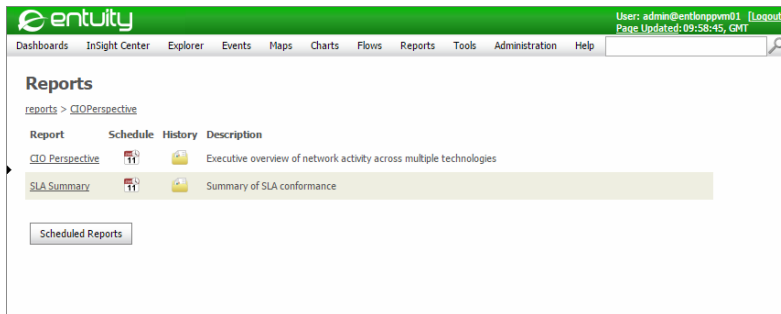 entuity
User: admin@entlonppvm01 [Logout
Page Updated: 09:58:45, GMT
Dashboards InSight Center Explorer Events Maps Charts Flows Reports Tools Administration Help
Reports
reports > CIOPerspective
Report Schedule History Description
CIO Perspective 11 Executive overview of network activity across multiple technologies
SLA Summary 11 Summary of SLA conformance
Scheduled Reports